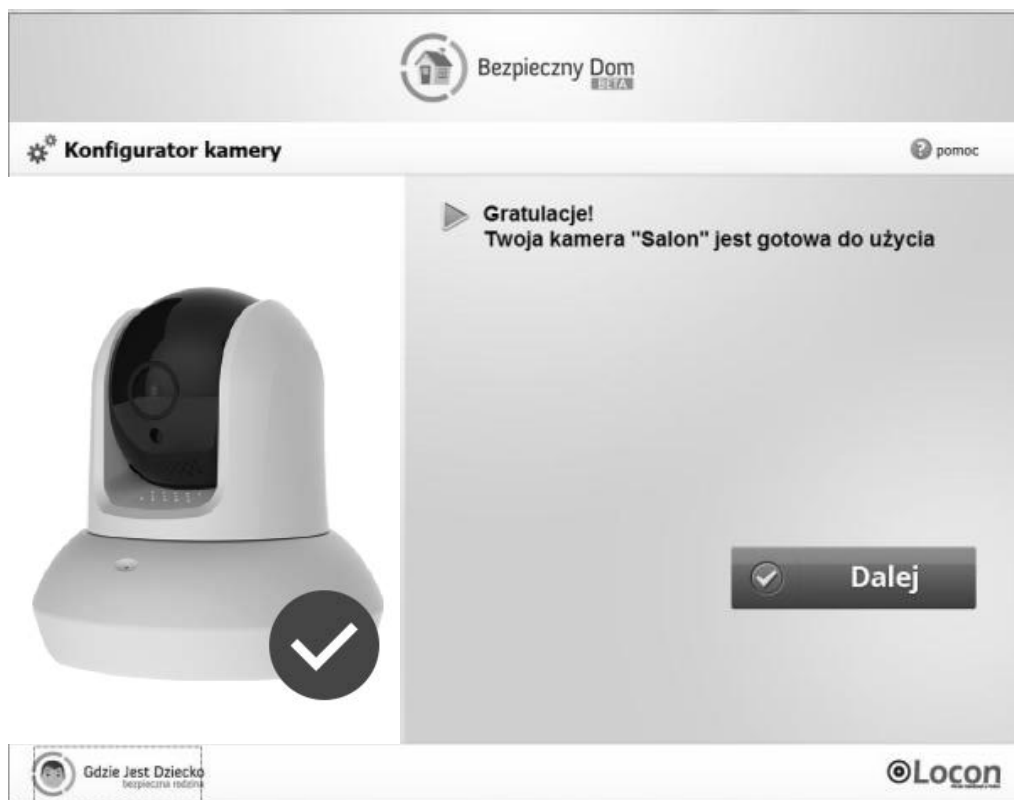 Bezpieczny Dom
BETA
Konfigurator kamery
pomoc
Gratulacje!
Twoja kamera "Salon" jest gotowa do użycia
Dalej
Gdzie Jest Dziecko
bezpieczna rodzina
Locon